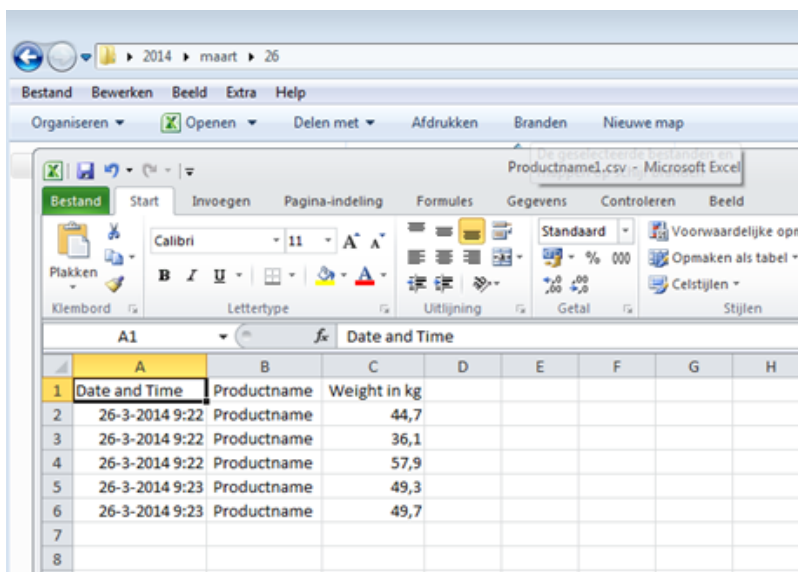 2014 maart 26
Bestand Bewerken Beeld Extra Help
Organiseren Openen Delen met Afdrukken Branden Nieuwe map
De geselecteerde bestanden en
Productname1.csv - Microsoft Excel
Bestand Start Invoegen Pagina-indeling Formules Gegevens Controleren Beeld
Calibri 11 A A Standaard Voorwaardelijke opm
Plakken B I U A % 000 Opmaken als tabel
,00 ,0 ,00 Celstijlen
Klembord Lettertype Uitlijning Getal Stijlen
A1 fx Date and Time
A B C D E F G H
1 Date and Time Productname Weight in kg
2 26-3-2014 9:22 Productname 44,7
3 26-3-2014 9:22 Productname 36,1
4 26-3-2014 9:22 Productname 57,9
5 26-3-2014 9:23 Productname 49,3
6 26-3-2014 9:23 Productname 49,7
7
8